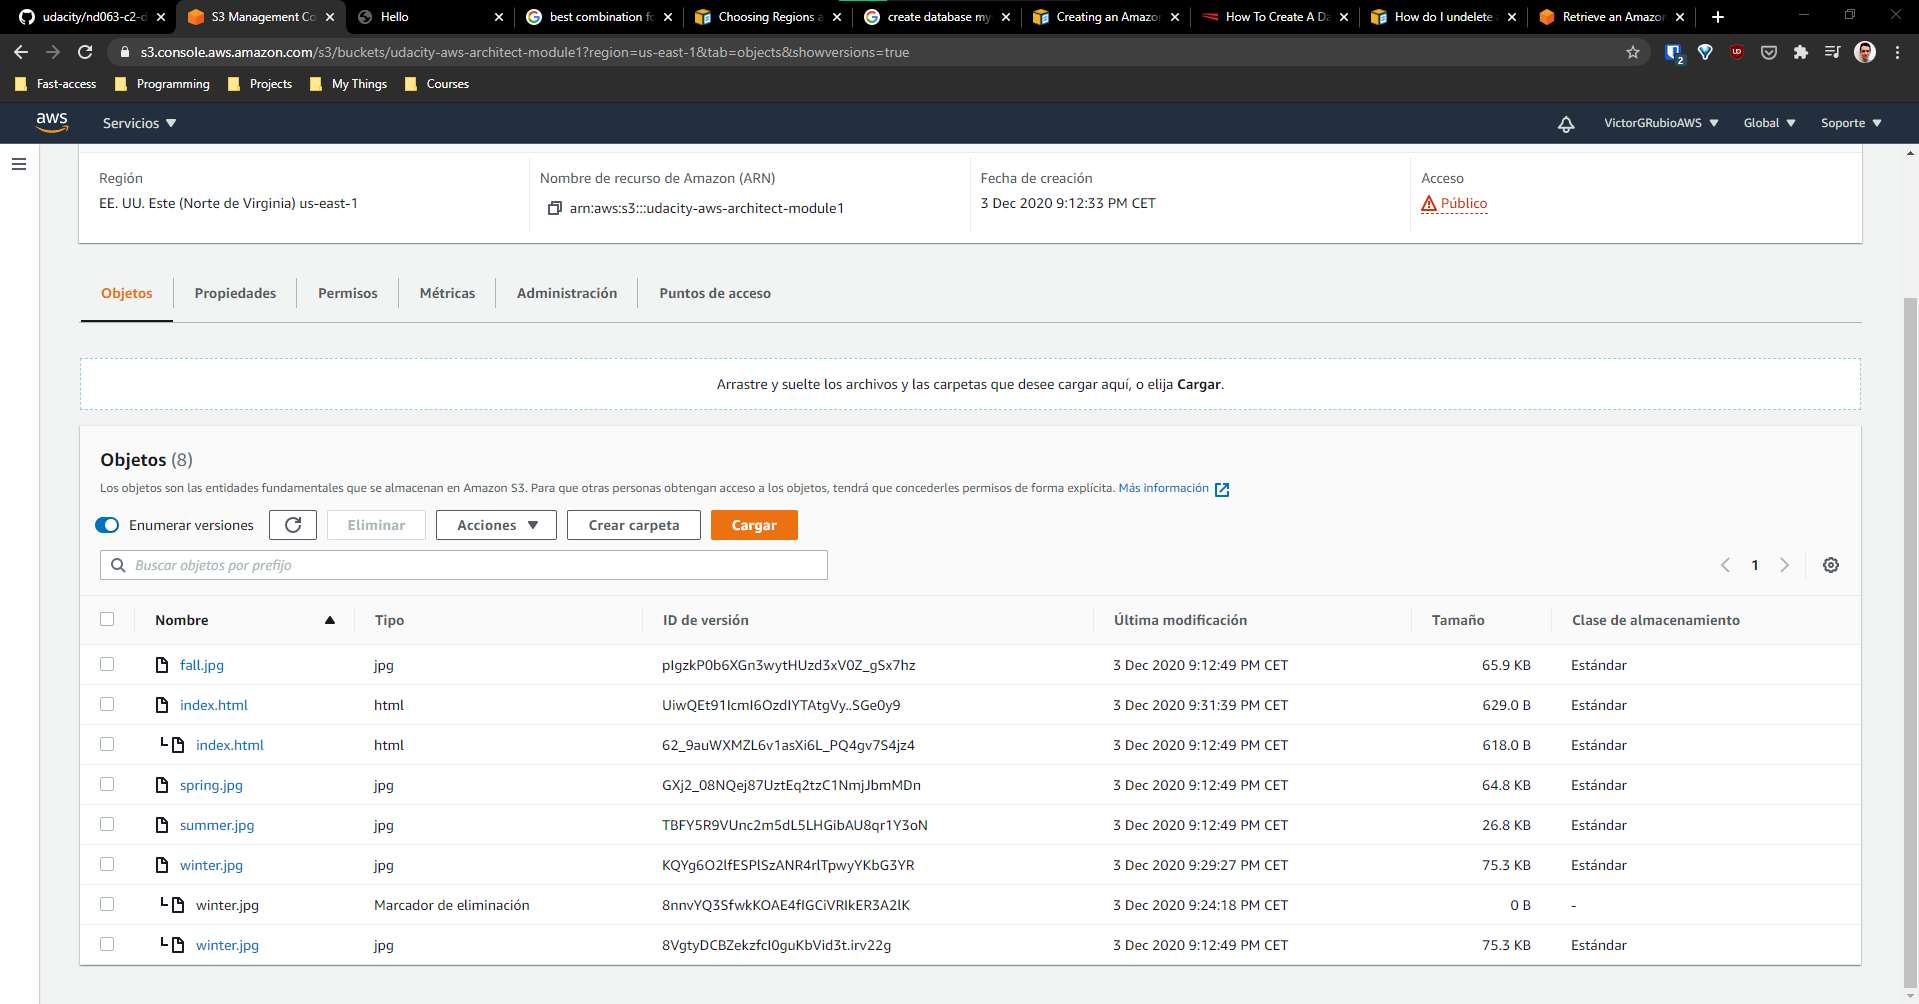 udacity/nd063-c2-d
S3 Management Co
Hello
best combination fo
Choosing Regions a
create database my
Creating an Amazon
How To Create A Da
How do I undelete a
Retrieve an Amazon
s3.console.aws.amazon.com/s3/buckets/udacity-aws-architect-module1?region=us-east-1&tab=objects&showversions=true
2
Fast-access
Programming
Projects
My Things
Courses
aws
Servicios
VictorGRubioAWS
Global
Soporte
Región
Nombre de recurso de Amazon (ARN)
Fecha de creación
Acceso
EE. UU. Este (Norte de Virginia) us-east-1
arn:aws:s3:::udacity-aws-architect-module1
3 Dec 2020 9:12:33 PM CET
Público
Objetos
Propiedades
Permisos
Métricas
Administración
Puntos de acceso
Arrastre y suelte los archivos y las carpetas que desee cargar aquí, o elija Cargar.
Objetos (8)
Los objetos son las entidades fundamentales que se almacenan en Amazon S3. Para que otras personas obtengan acceso a los objetos, tendrá que concederles permisos de forma explícita. Más información
Enumerar versiones
Eliminar
Acciones
Crear carpeta
Cargar
Buscar objetos por prefijo
1
Nombre Tipo ID de versión Última modificación Tamaño Clase de almacenamiento
fall.jpg jpg pIgzkP0b6XGn3wytHUzd3xV0Z_gSx7hz 3 Dec 2020 9:12:49 PM CET 65.9 KB Estándar
index.html html UiwQEt91IcmI6OzdIYTAtgVy..SGe0y9 3 Dec 2020 9:31:39 PM CET 629.0 B Estándar
index.html html 62_9auWXMZL6v1asXi6L_PQ4gv7S4jz4 3 Dec 2020 9:12:49 PM CET 618.0 B Estándar
spring.jpg jpg GXj2_08NQej87UztEq2tzC1NmjJbmMDn 3 Dec 2020 9:12:49 PM CET 64.8 KB Estándar
summer.jpg jpg TBFY5R9VUnc2m5dL5LHGibAU8qr1Y3oN 3 Dec 2020 9:12:49 PM CET 26.8 KB Estándar
winter.jpg jpg KQYg6O2lfESPlSzANR4rlTpwyYKbG3YR 3 Dec 2020 9:29:27 PM CET 75.3 KB Estándar
winter.jpg Marcador de eliminación 8nnvYQ3SfwkKOAE4fIGCiVRIkER3A2lK 3 Dec 2020 9:24:18 PM CET 0 B -
winter.jpg jpg 8VgtyDCBZekzfcI0guKbVid3t.irv22g 3 Dec 2020 9:12:49 PM CET 75.3 KB Estándar